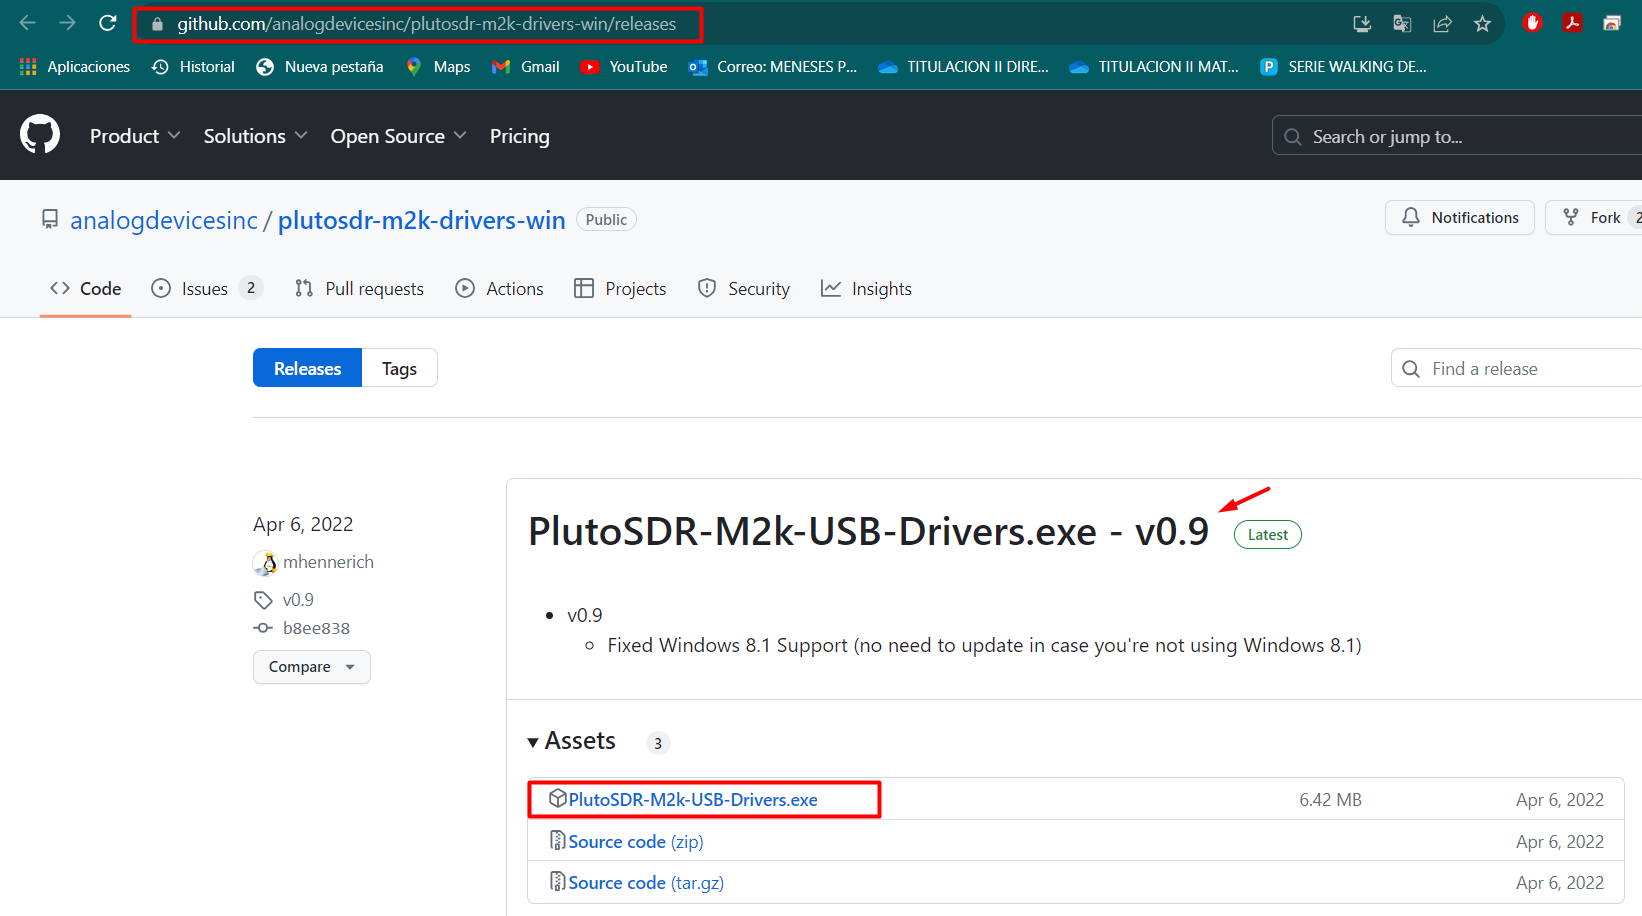 github.com/analogdevicesinc/plutosdr-m2k-drivers-win/releases
Aplicaciones Historial Nueva pestaña Maps Gmail YouTube Correo: MENESES P... TITULACION II DIRE... TITULACION II MAT... P SERIE WALKING DE...
Product Solutions Open Source Pricing Search or jump to...
analogdevicesinc / plutosdr-m2k-drivers-win Public Notifications Fork 2
Code Issues 2 Pull requests Actions Projects Security Insights
Releases Tags Find a release
PlutoSDR-M2k-USB-Drivers.exe - v0.9 Latest
Apr 6, 2022
mhennerich
v0.9
b8ee838
Compare
v0.9
Fixed Windows 8.1 Support (no need to update in case you're not using Windows 8.1)
Assets 3
PlutoSDR-M2k-USB-Drivers.exe 6.42 MB Apr 6, 2022
Source code (zip) Apr 6, 2022
Source code (tar.gz) Apr 6, 2022